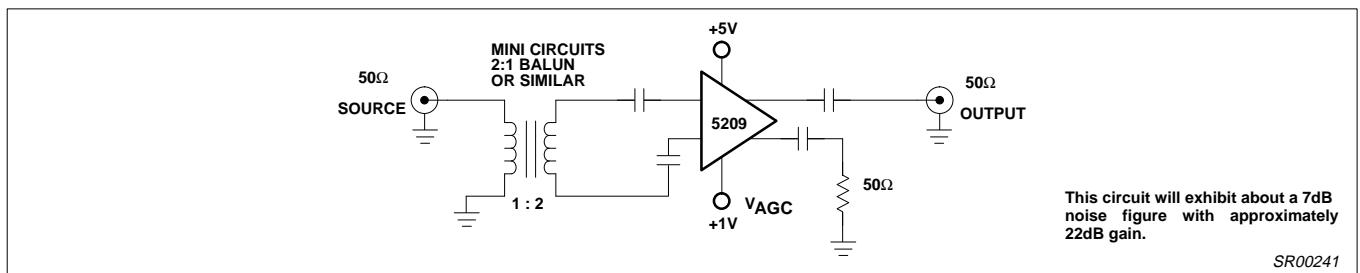 +5V
MINI CIRCUITS
2:1 BALUN
OR SIMILAR
50Ω
SOURCE
50Ω
OUTPUT
5209
50Ω
1 : 2
VAGC
+1V
This circuit will exhibit about a 7dB
noise figure with approximately
22dB gain.
SR00241